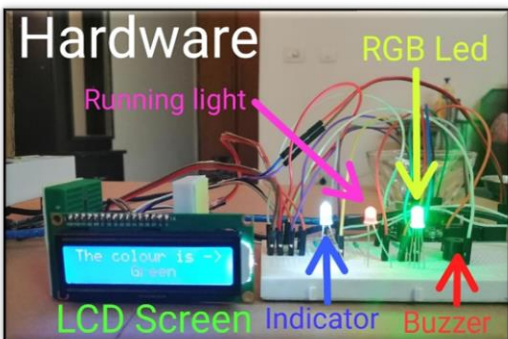 Hardware
RGB Led
Running light
The colour is ->
Green
LCD Screen
Indicator
Buzzer